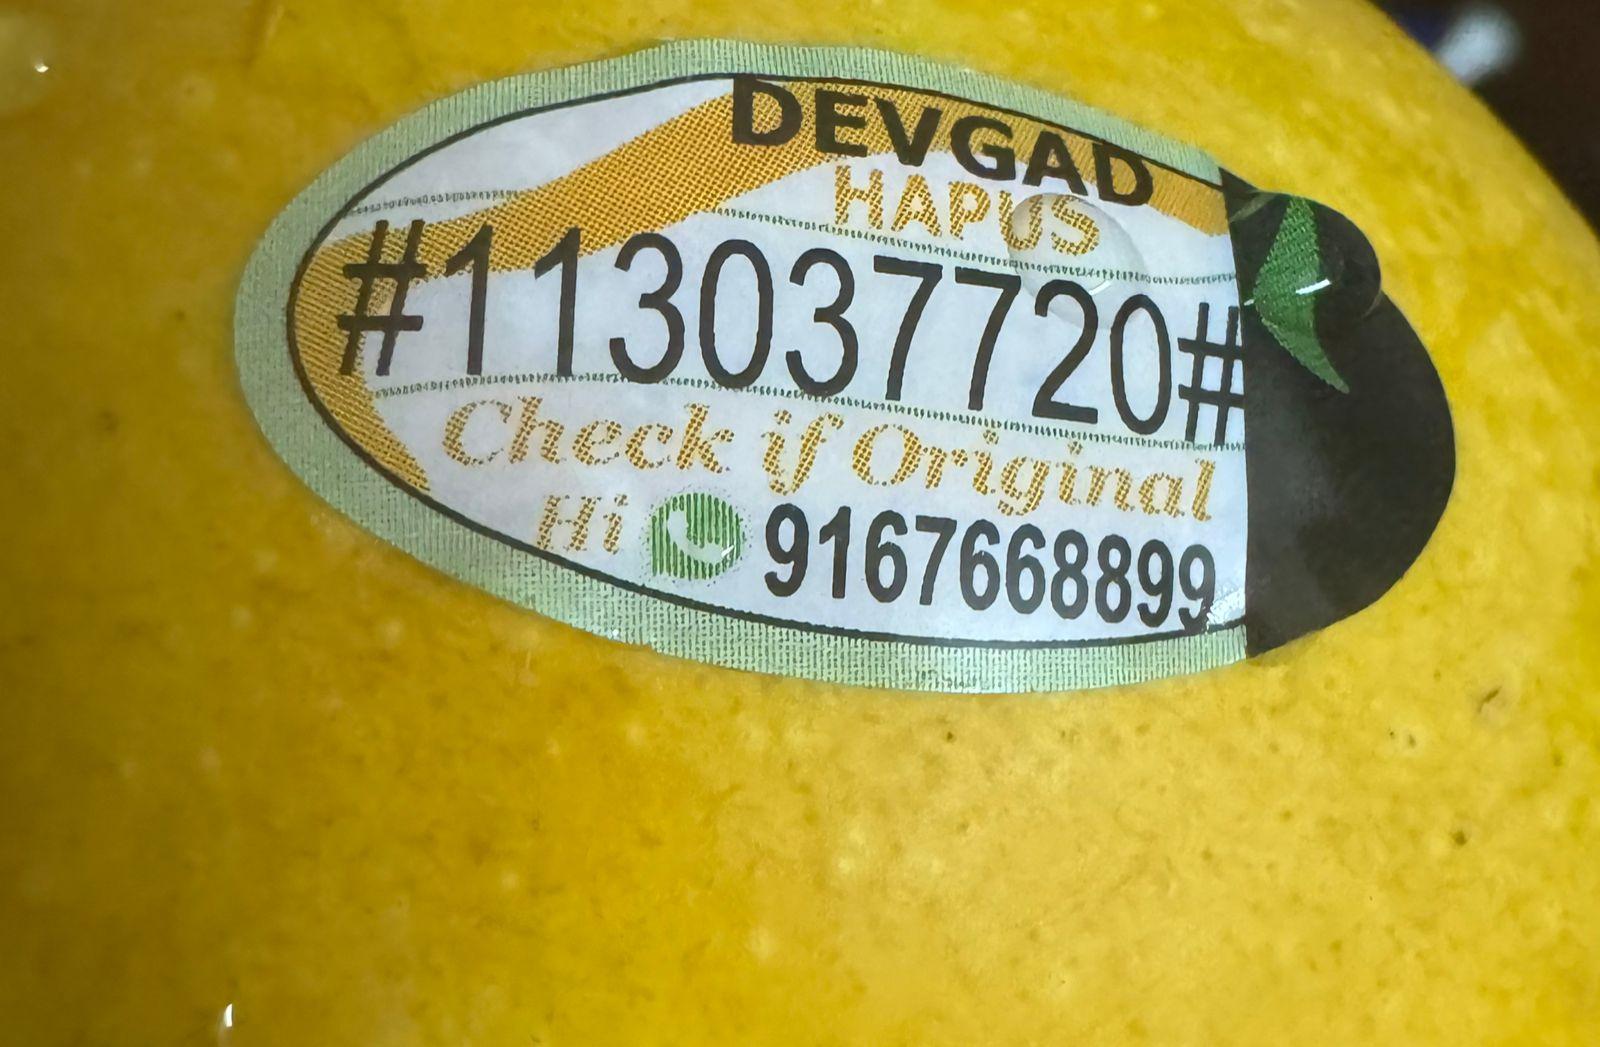 DEVGAD
HAPUS
#113037720#
Check if Original
Hi 9167668899